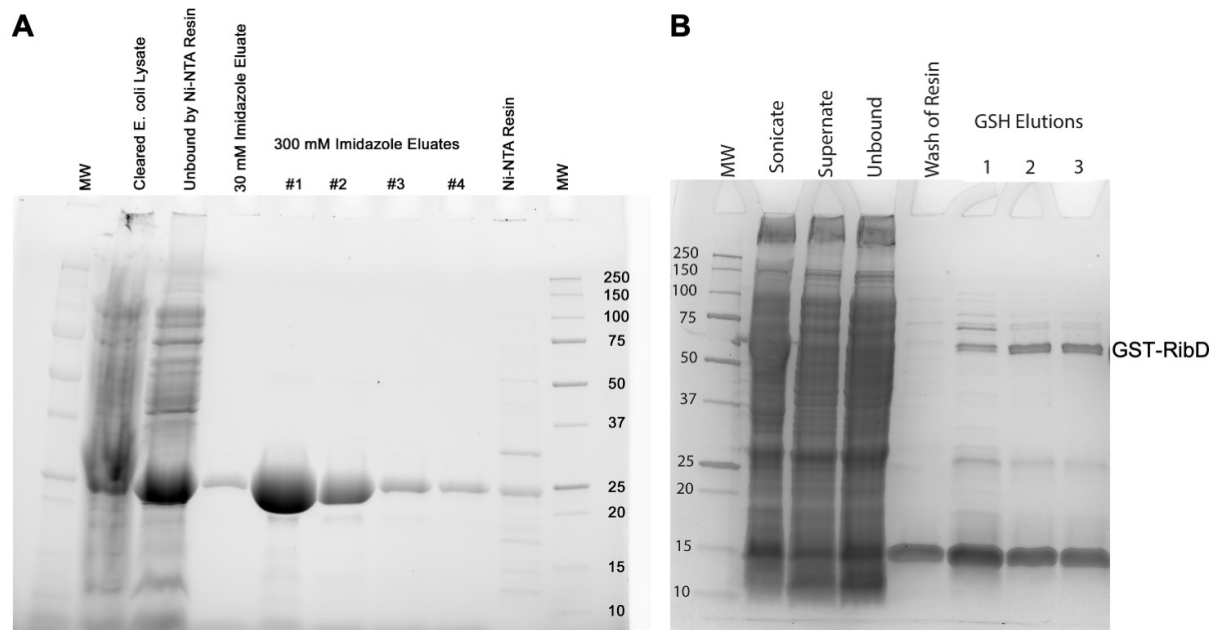 A
MW
Cleared E. coli Lysate
Unbound by Ni-NTA Resin
30 mM Imidazole Eluate
300 mM Imidazole Eluates
#1
#2
#3
#4
Ni-NTA Resin
MW
250
150
100
75
50
37
25
20
15
10
B
MW
Sonicate
Supernate
Unbound
Wash of Resin
GSH Elutions
1
2
3
250
150
100
75
50
37
25
20
15
10
GST-RibD